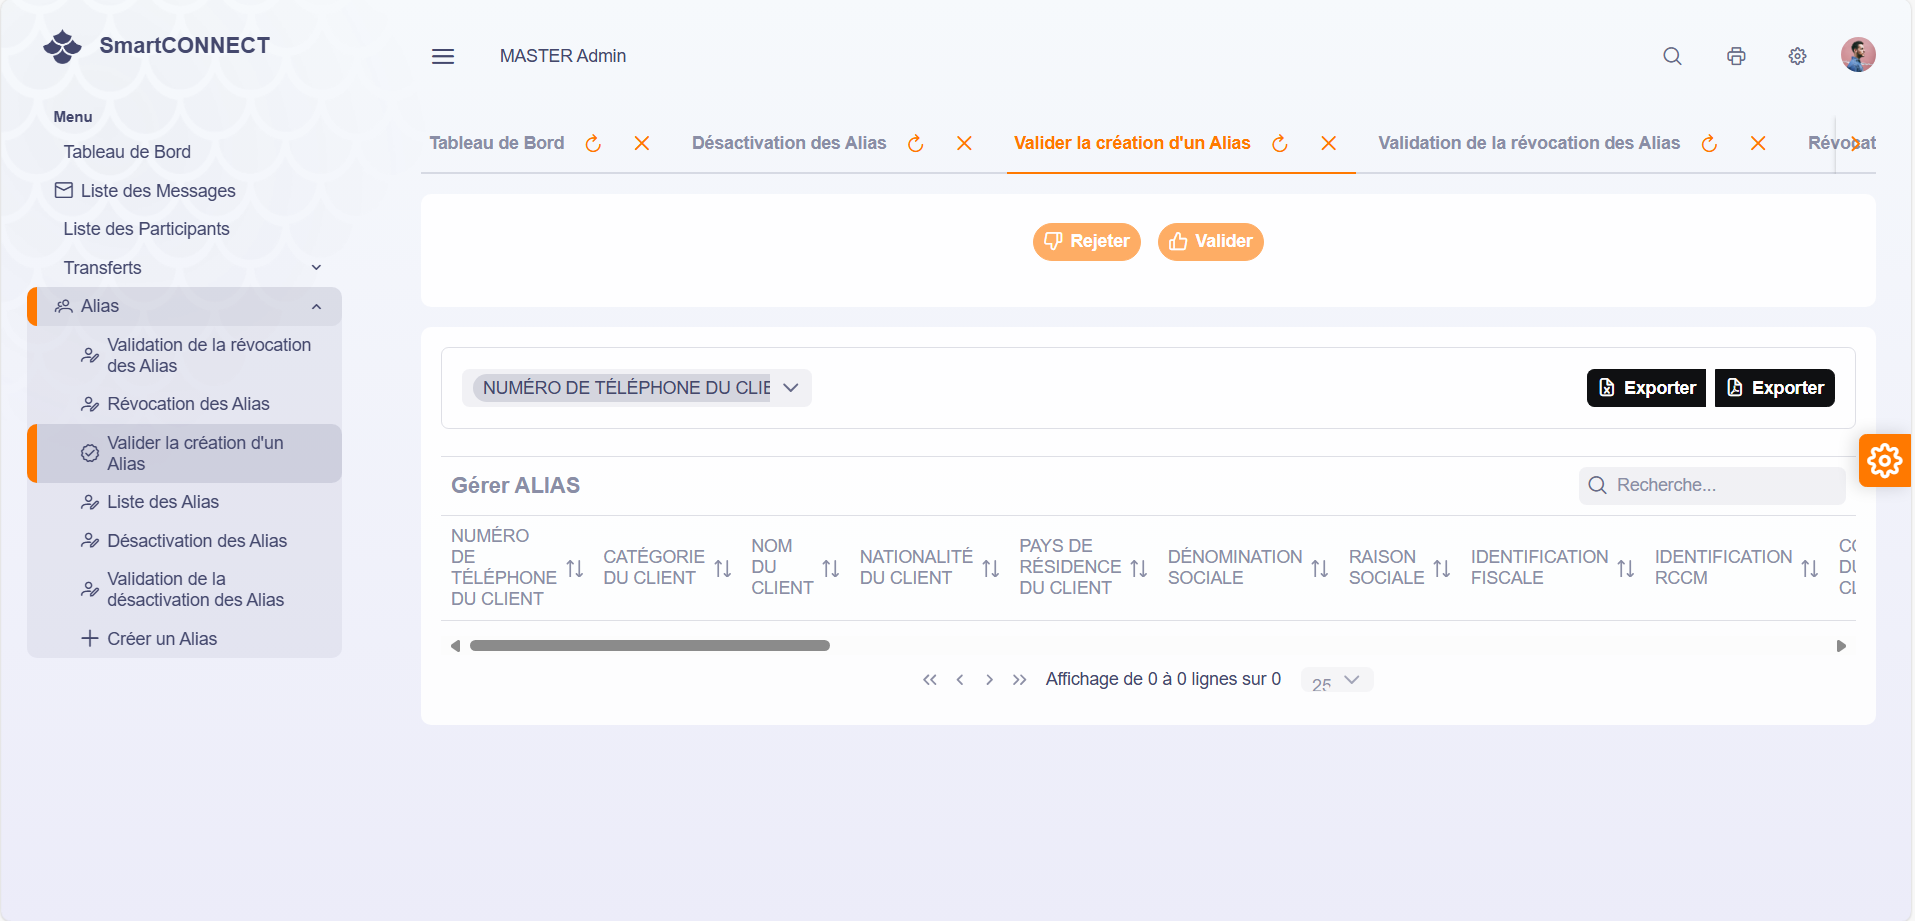 SmartCONNECT
MASTER Admin
Menu
Tableau de Bord
Liste des Messages
Liste des Participants
Transferts
Alias
Validation de la révocation
des Alias
Révocation des Alias
Valider la création d'un
Alias
Liste des Alias
Désactivation des Alias
Validation de la
désactivation des Alias
Créer un Alias
Tableau de Bord
Désactivation des Alias
Valider la création d'un Alias
Validation de la révocation des Alias
Révocat
Rejeter
Valider
NUMÉRO DE TÉLÉPHONE DU CLIE
Exporter
Exporter
Gérer ALIAS
Recherche...
NUMÉRO
DE
TÉLÉPHONE
DU CLIENT
CATÉGORIE
DU CLIENT
NOM
DU
CLIENT
NATIONALITÉ
DU CLIENT
PAYS DE
RÉSIDENCE
DU CLIENT
DÉNOMINATION
SOCIALE
RAISON
SOCIALE
IDENTIFICATION
FISCALE
IDENTIFICATION
RCCM
Affichage de 0 à 0 lignes sur 0
25